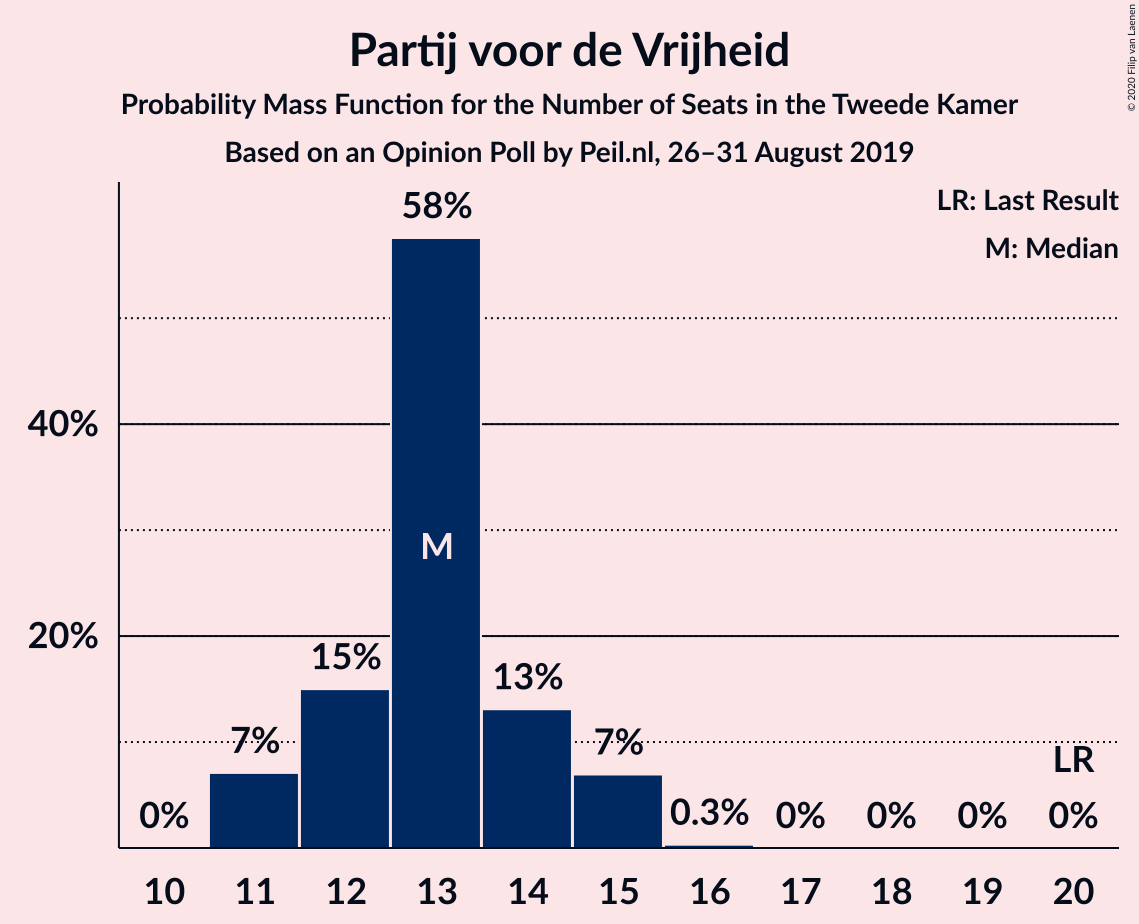 Partij voor de Vrijheid
Probability Mass Function for the Number of Seats in the Tweede Kamer
Based on an Opinion Poll by Peil.nl, 26–31 August 2019
© 2020 Filip van Laenen
LR: Last Result
M: Median
40%
20%
0%
7%
15%
58%
M
13%
7%
0.3%
0%
0%
0%
LR
0%
10 11 12 13 14 15 16 17 18 19 20